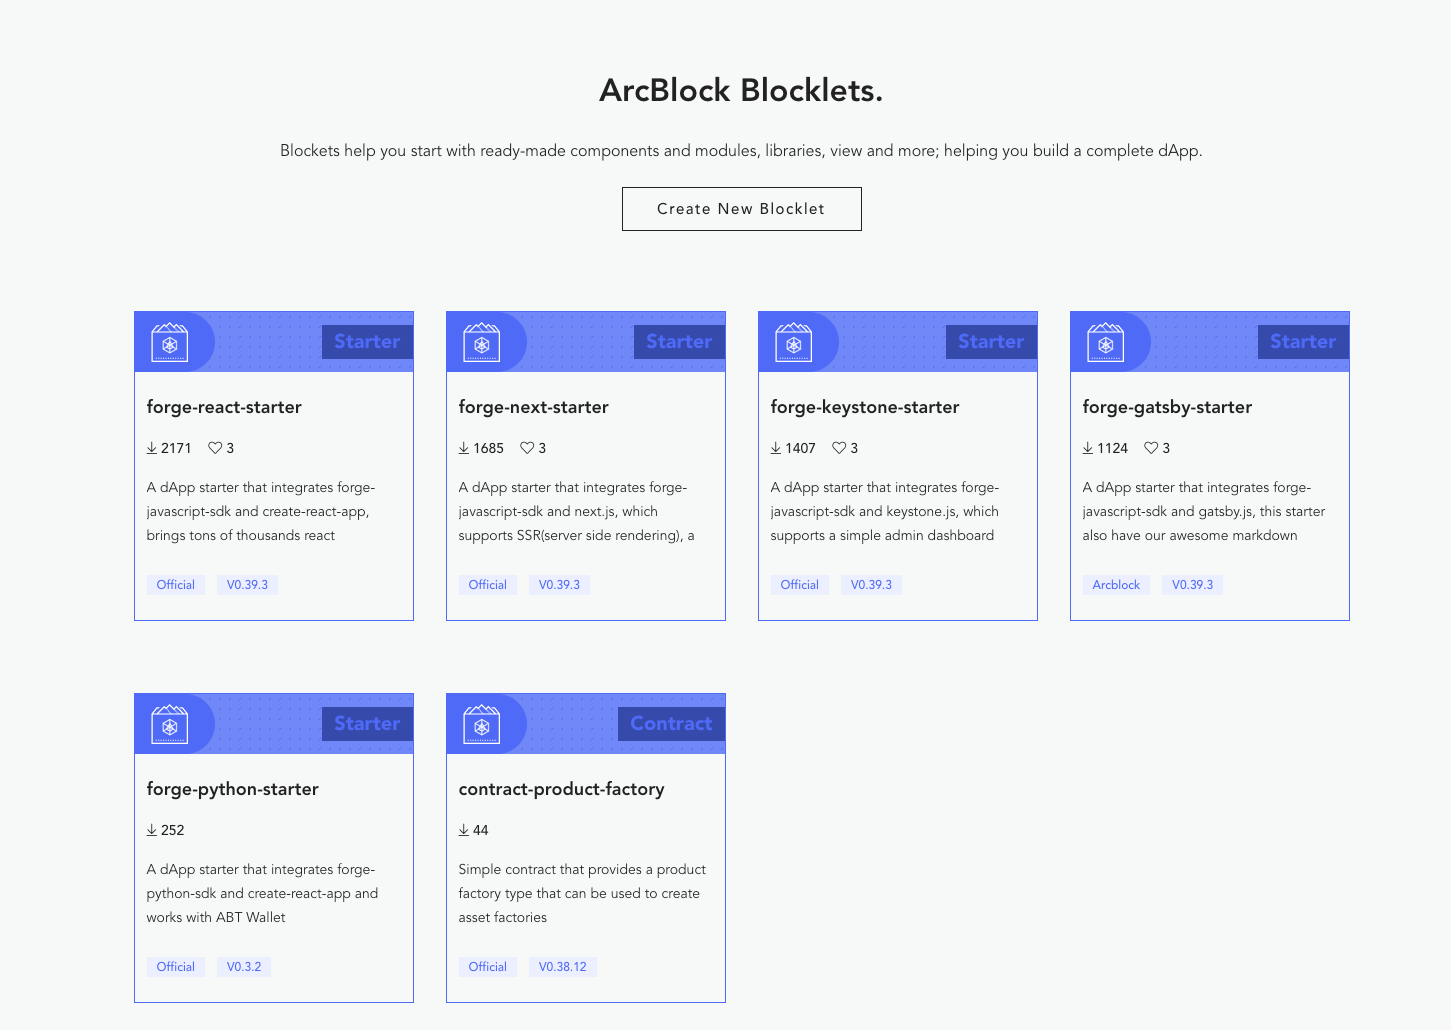 ArcBlock Blocklets.
Blockets help you start with ready-made components and modules, libraries, view and more; helping you build a complete dApp.
Create New Blocklet
Starter
forge-react-starter
2171 3
A dApp starter that integrates forge-
javascript-sdk and create-react-app,
brings tons of thousands react
Official V0.39.3
Starter
forge-next-starter
1685 3
A dApp starter that integrates forge-
javascript-sdk and next.js, which
supports SSR(server side rendering), a
Official V0.39.3
Starter
forge-keystone-starter
1407 3
A dApp starter that integrates forge-
javascript-sdk and keystone.js, which
supports a simple admin dashboard
Official V0.39.3
Starter
forge-gatsby-starter
1124 3
A dApp starter that integrates forge-
javascript-sdk and gatsby.js, this starter
also have our awesome markdown
Arcblock V0.39.3
Starter
forge-python-starter
252
A dApp starter that integrates forge-
python-sdk and create-react-app and
works with ABT Wallet
Official V0.3.2
Contract
contract-product-factory
44
Simple contract that provides a product
factory type that can be used to create
asset factories
Official V0.38.12